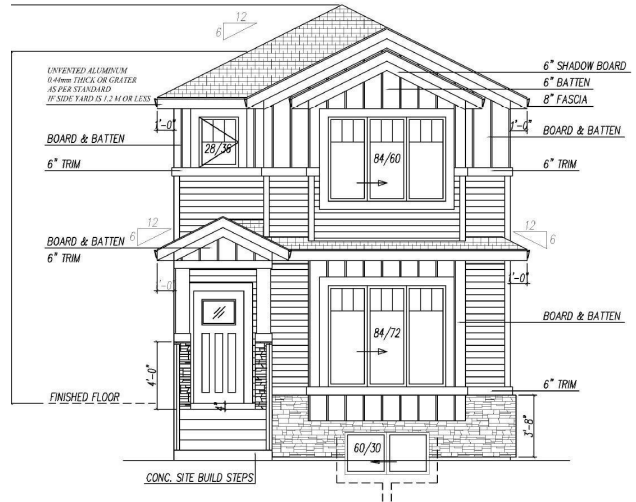 12
6
UNVENTED ALUMINUM
0.44mm THICK OR GRATER
AS PER STANDARD
IF SIDE YARD IS 1.2 M OR LESS
6" SHADOW BOARD
6" BATTEN
8" FASCIA
1'-0"
1'-0"
BOARD & BATTEN
BOARD & BATTEN
28/36
84/60
6" TRIM
6" TRIM
12
6
12
6
BOARD & BATTEN
6" TRIM
1'-0"
1'-0"
BOARD & BATTEN
84/72
4'-0"
6" TRIM
FINISHED FLOOR
4"
3'-8"
60/30
CONC. SITE BUILD STEPS